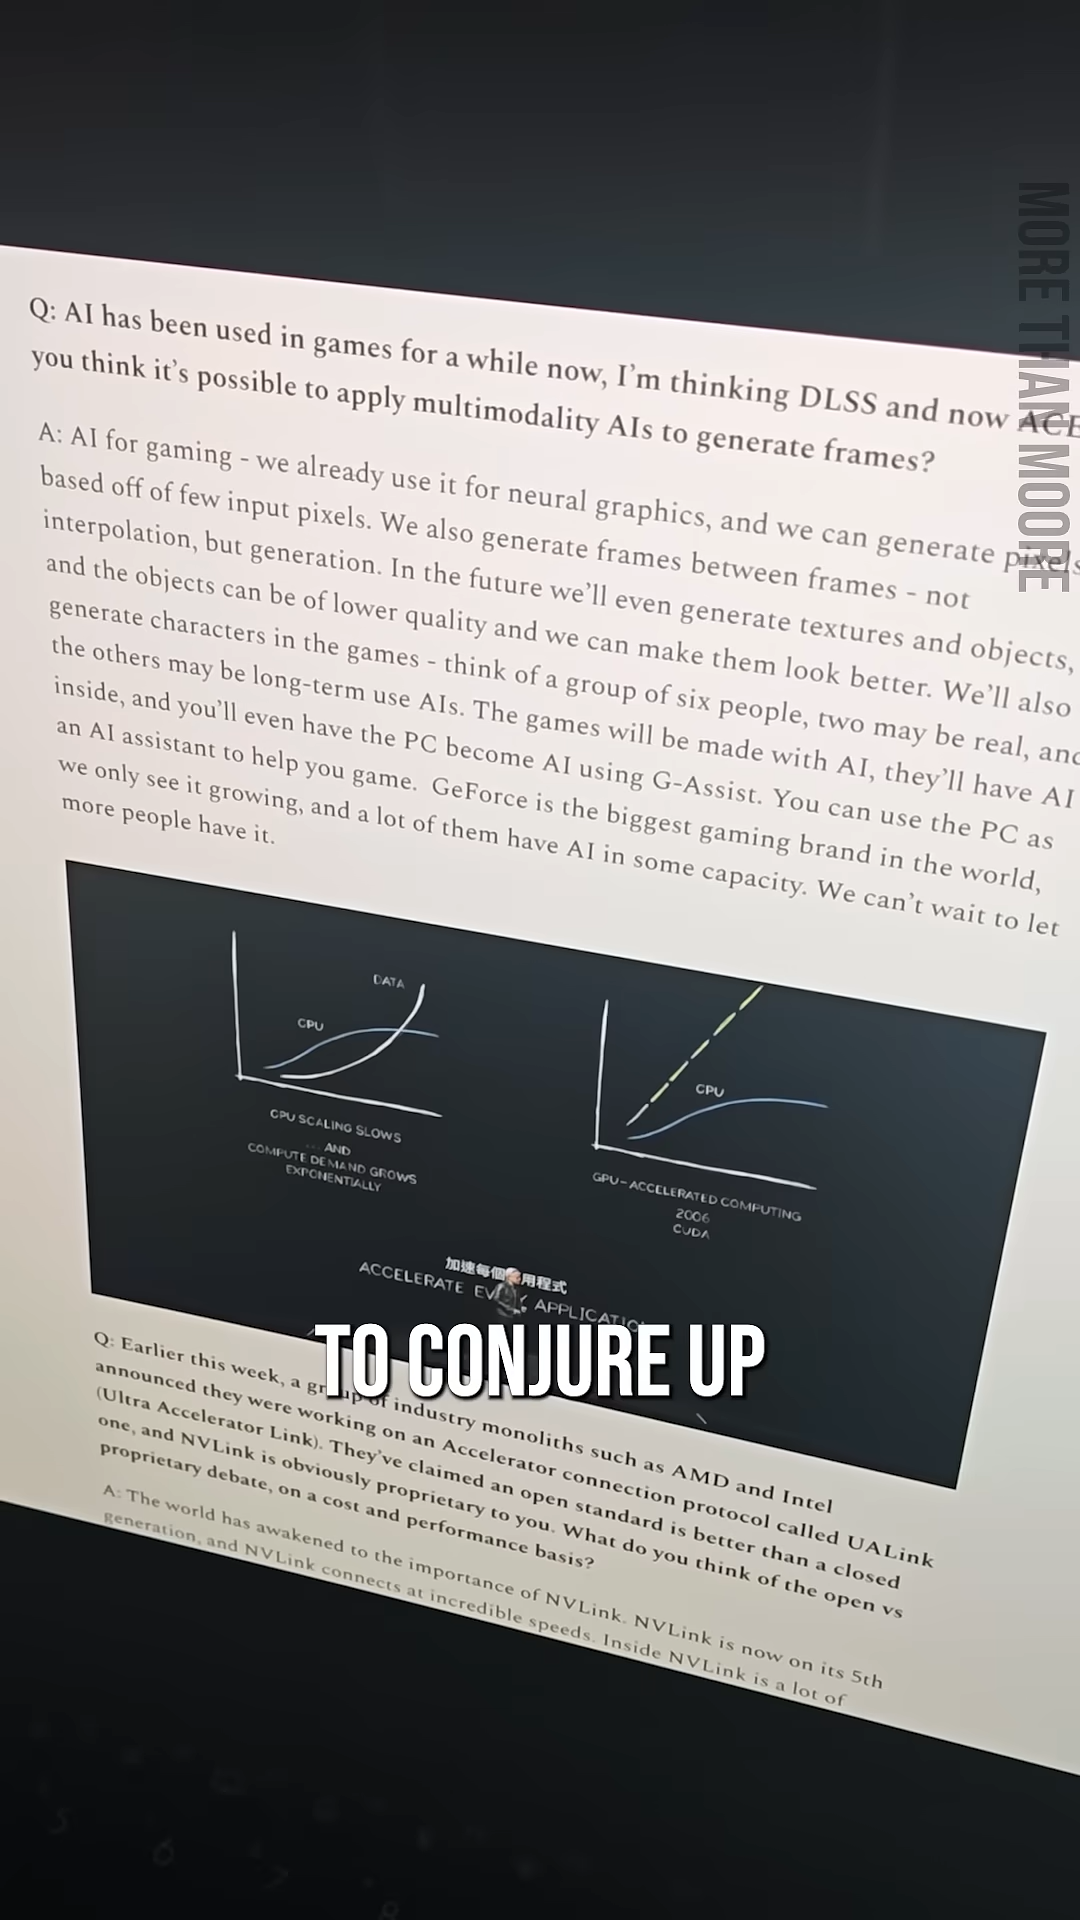 MORE THAN MOORE
Q: AI has been used in games for a while now, I'm thinking DLSS and now ACE
you think it's possible to apply multimodality AIs to generate frames?
A: AI for gaming - we already use it for neural graphics, and we can generate pixels
based off of few input pixels. We also generate frames between frames - not
interpolation, but generation. In the future we'll even generate textures and objects,
and the objects can be of lower quality and we can make them look better. We'll also
generate characters in the games - think of a group of six people, two may be real, and
the others may be long-term use AIs. The games will be made with AI, they'll have AI
inside, and you'll even have the PC become AI using G-Assist. You can use the PC as
an AI assistant to help you game. GeForce is the biggest gaming brand in the world,
we only see it growing, and a lot of them have AI in some capacity. We can't wait to let
more people have it.
DATA
CPU
CPU SCALING SLOWS
AND
COMPUTE DEMAND GROWS
EXPONENTIALLY
CPU
GPU-ACCELERATED COMPUTING
2006
CUDA
加速每個 用程式
ACCELERATE EV APPLICATIO
TO CONJURE UP
Q: Earlier this week, a group of industry monoliths such as AMD and Intel
announced they were working on an Accelerator connection protocol called UALink
(Ultra Accelerator Link). They've claimed an open standard is better than a closed
one, and NVLink is obviously proprietary to you. What do you think of the open vs
proprietary debate, on a cost and performance basis?
A: The world has awakened to the importance of NVLink. NVLink is now on its 5th
generation, and NVLink connects at incredible speeds. Inside NVLink is a lot of